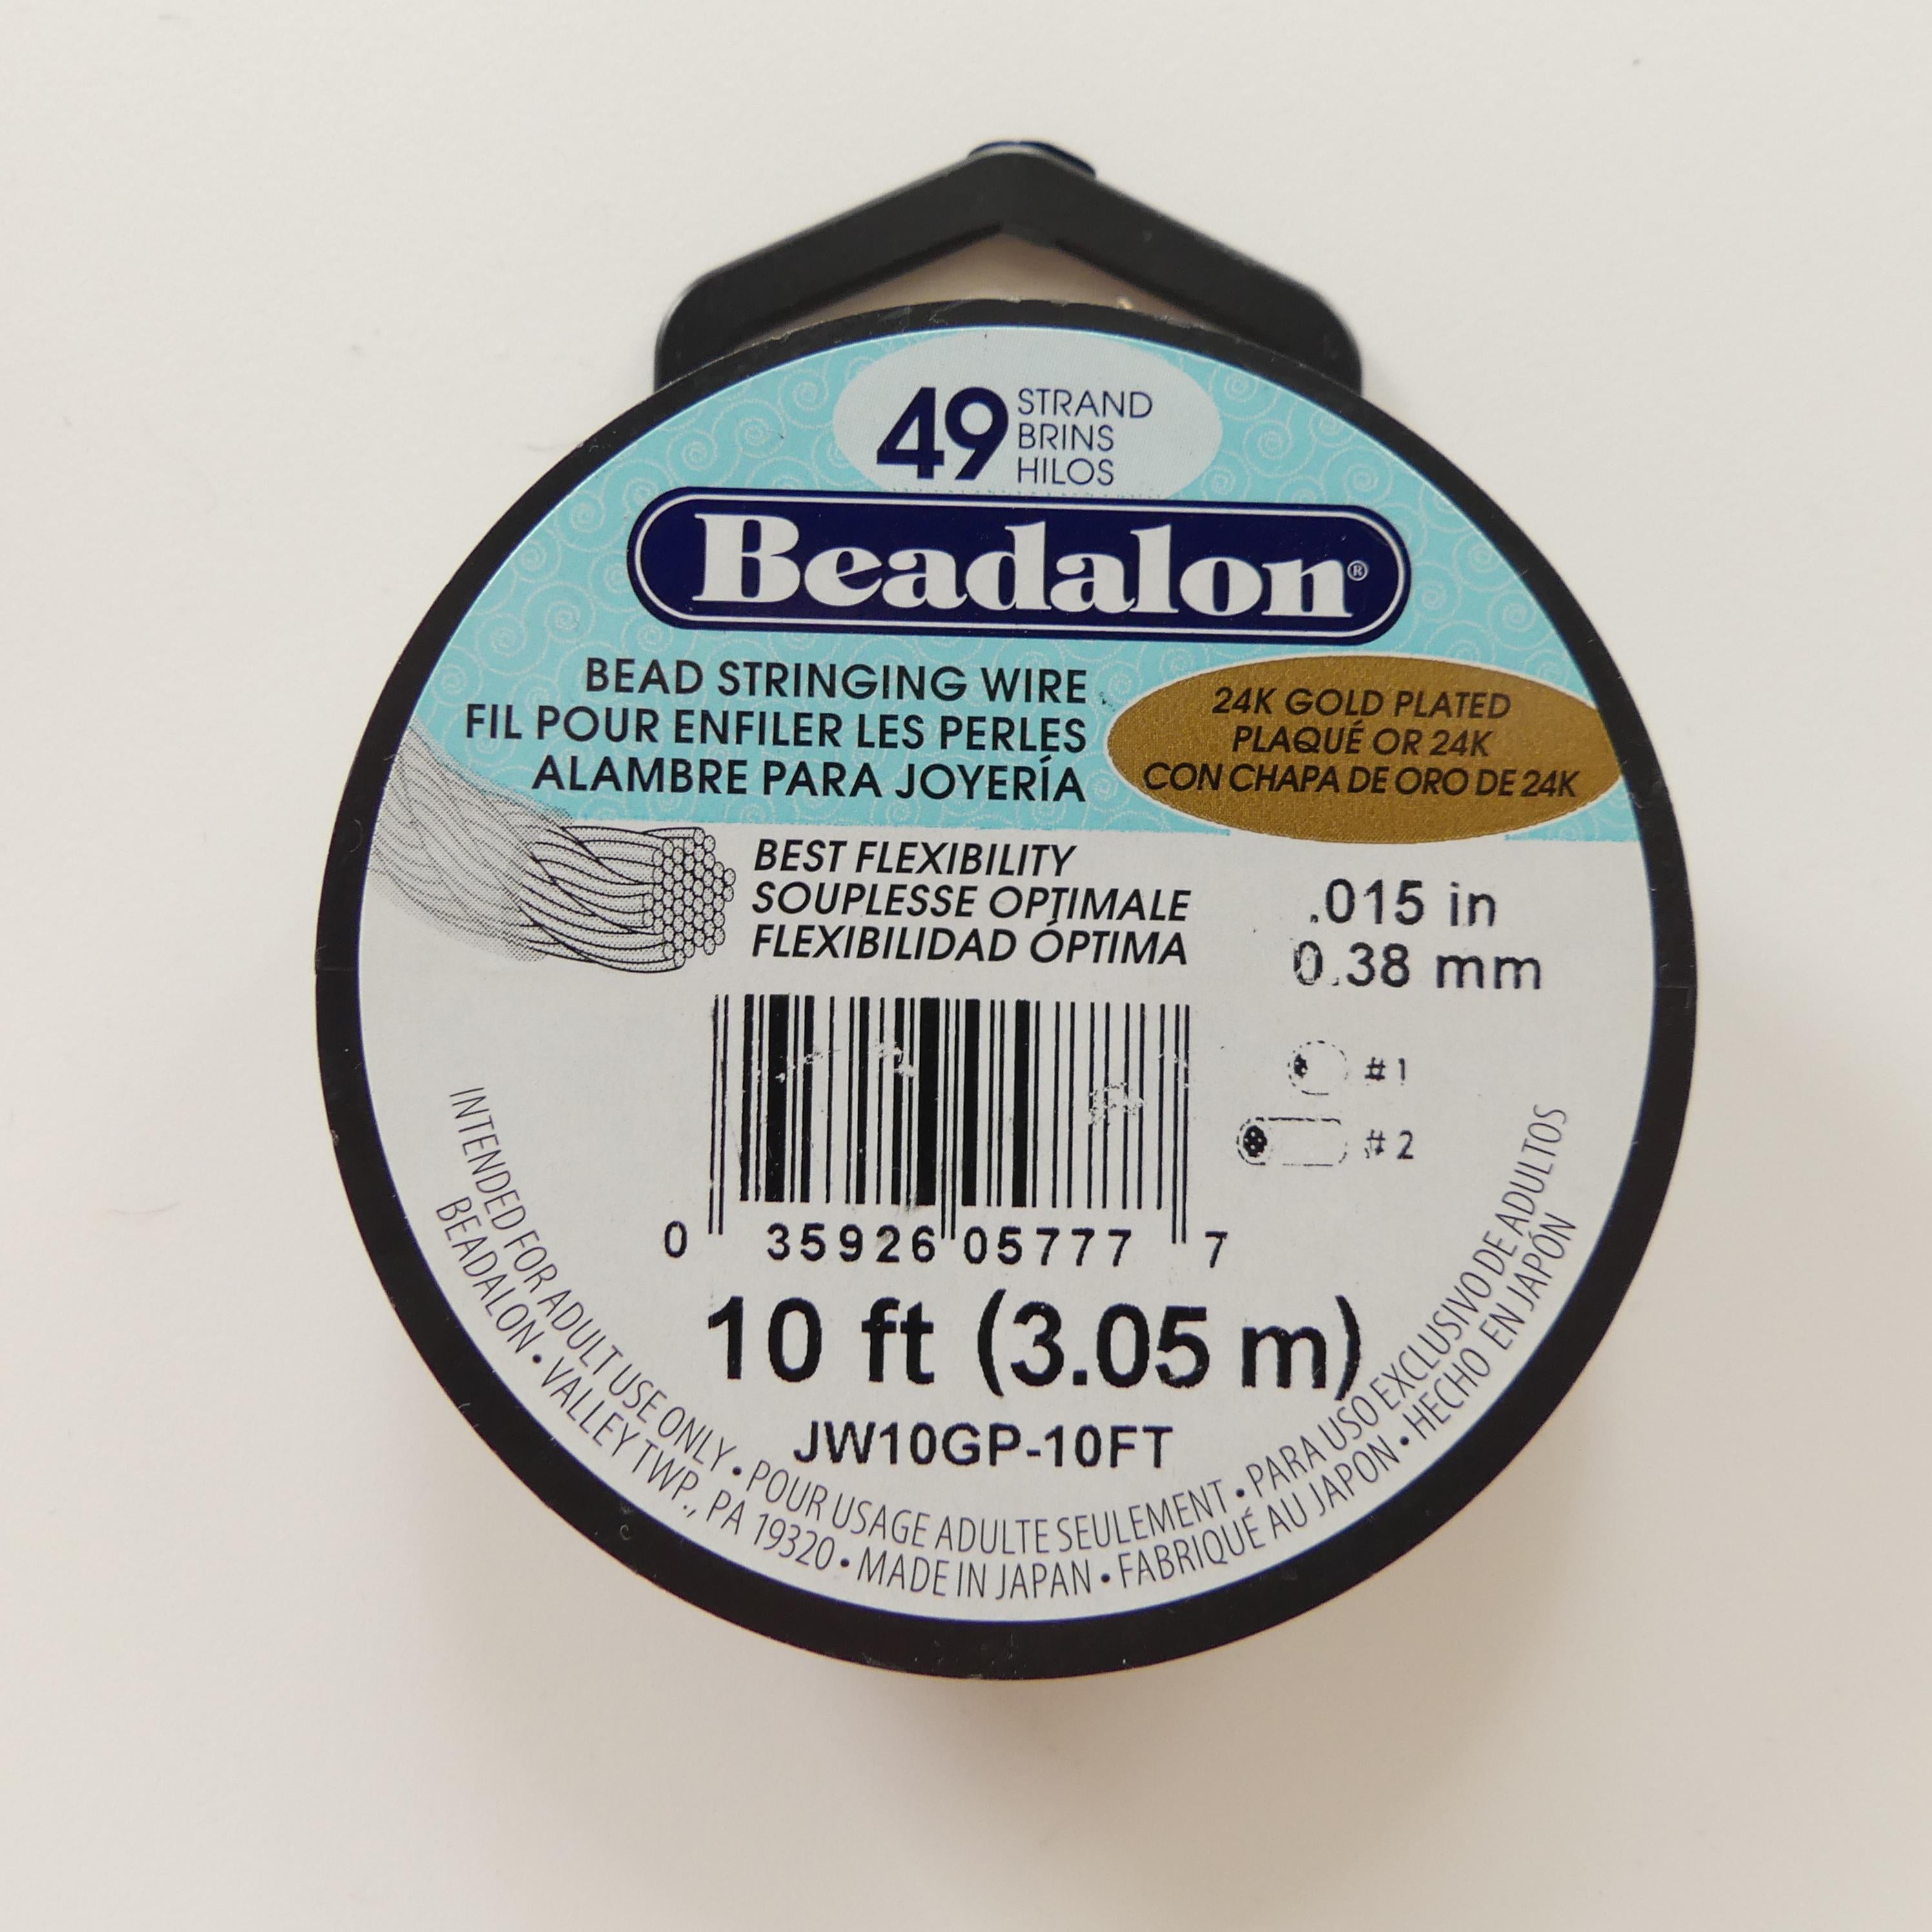 49 STRAND
BRINS
HILOS
Beadalon®
BEAD STRINGING WIRE
FIL POUR ENFILER LES PERLES
ALAMBRE PARA JOYERÍA
24K GOLD PLATED
PLAQUÉ OR 24K
CON CHAPA DE ORO DE 24K
BEST FLEXIBILITY
SOUPLESSE OPTIMALE
FLEXIBILIDAD ÓPTIMA
.015 in
0.38 mm
#1
#2
0 35926 05777 7
10 ft (3.05 m)
JW10GP-10FT
INTENDED FOR ADULT USE ONLY • POUR USAGE ADULTE SEULEMENT • PARA USO EXCLUSIVO DE ADULTOS
BEADALON • VALLEY TWP., PA 19320 • MADE IN JAPAN • FABRIQUÉ AU JAPON • HECHO EN JAPÓN